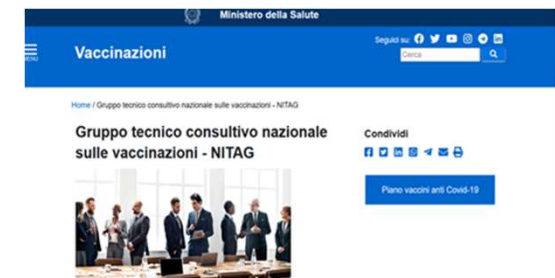 Ministero della Salute
MENU
Vaccinazioni
Seguici su:
Cerca
Home / Gruppo tecnico consultivo nazionale sulle vaccinazioni - NITAG
Gruppo tecnico consultivo nazionale
sulle vaccinazioni - NITAG
Condividi
Piano vaccini anti Covid-19